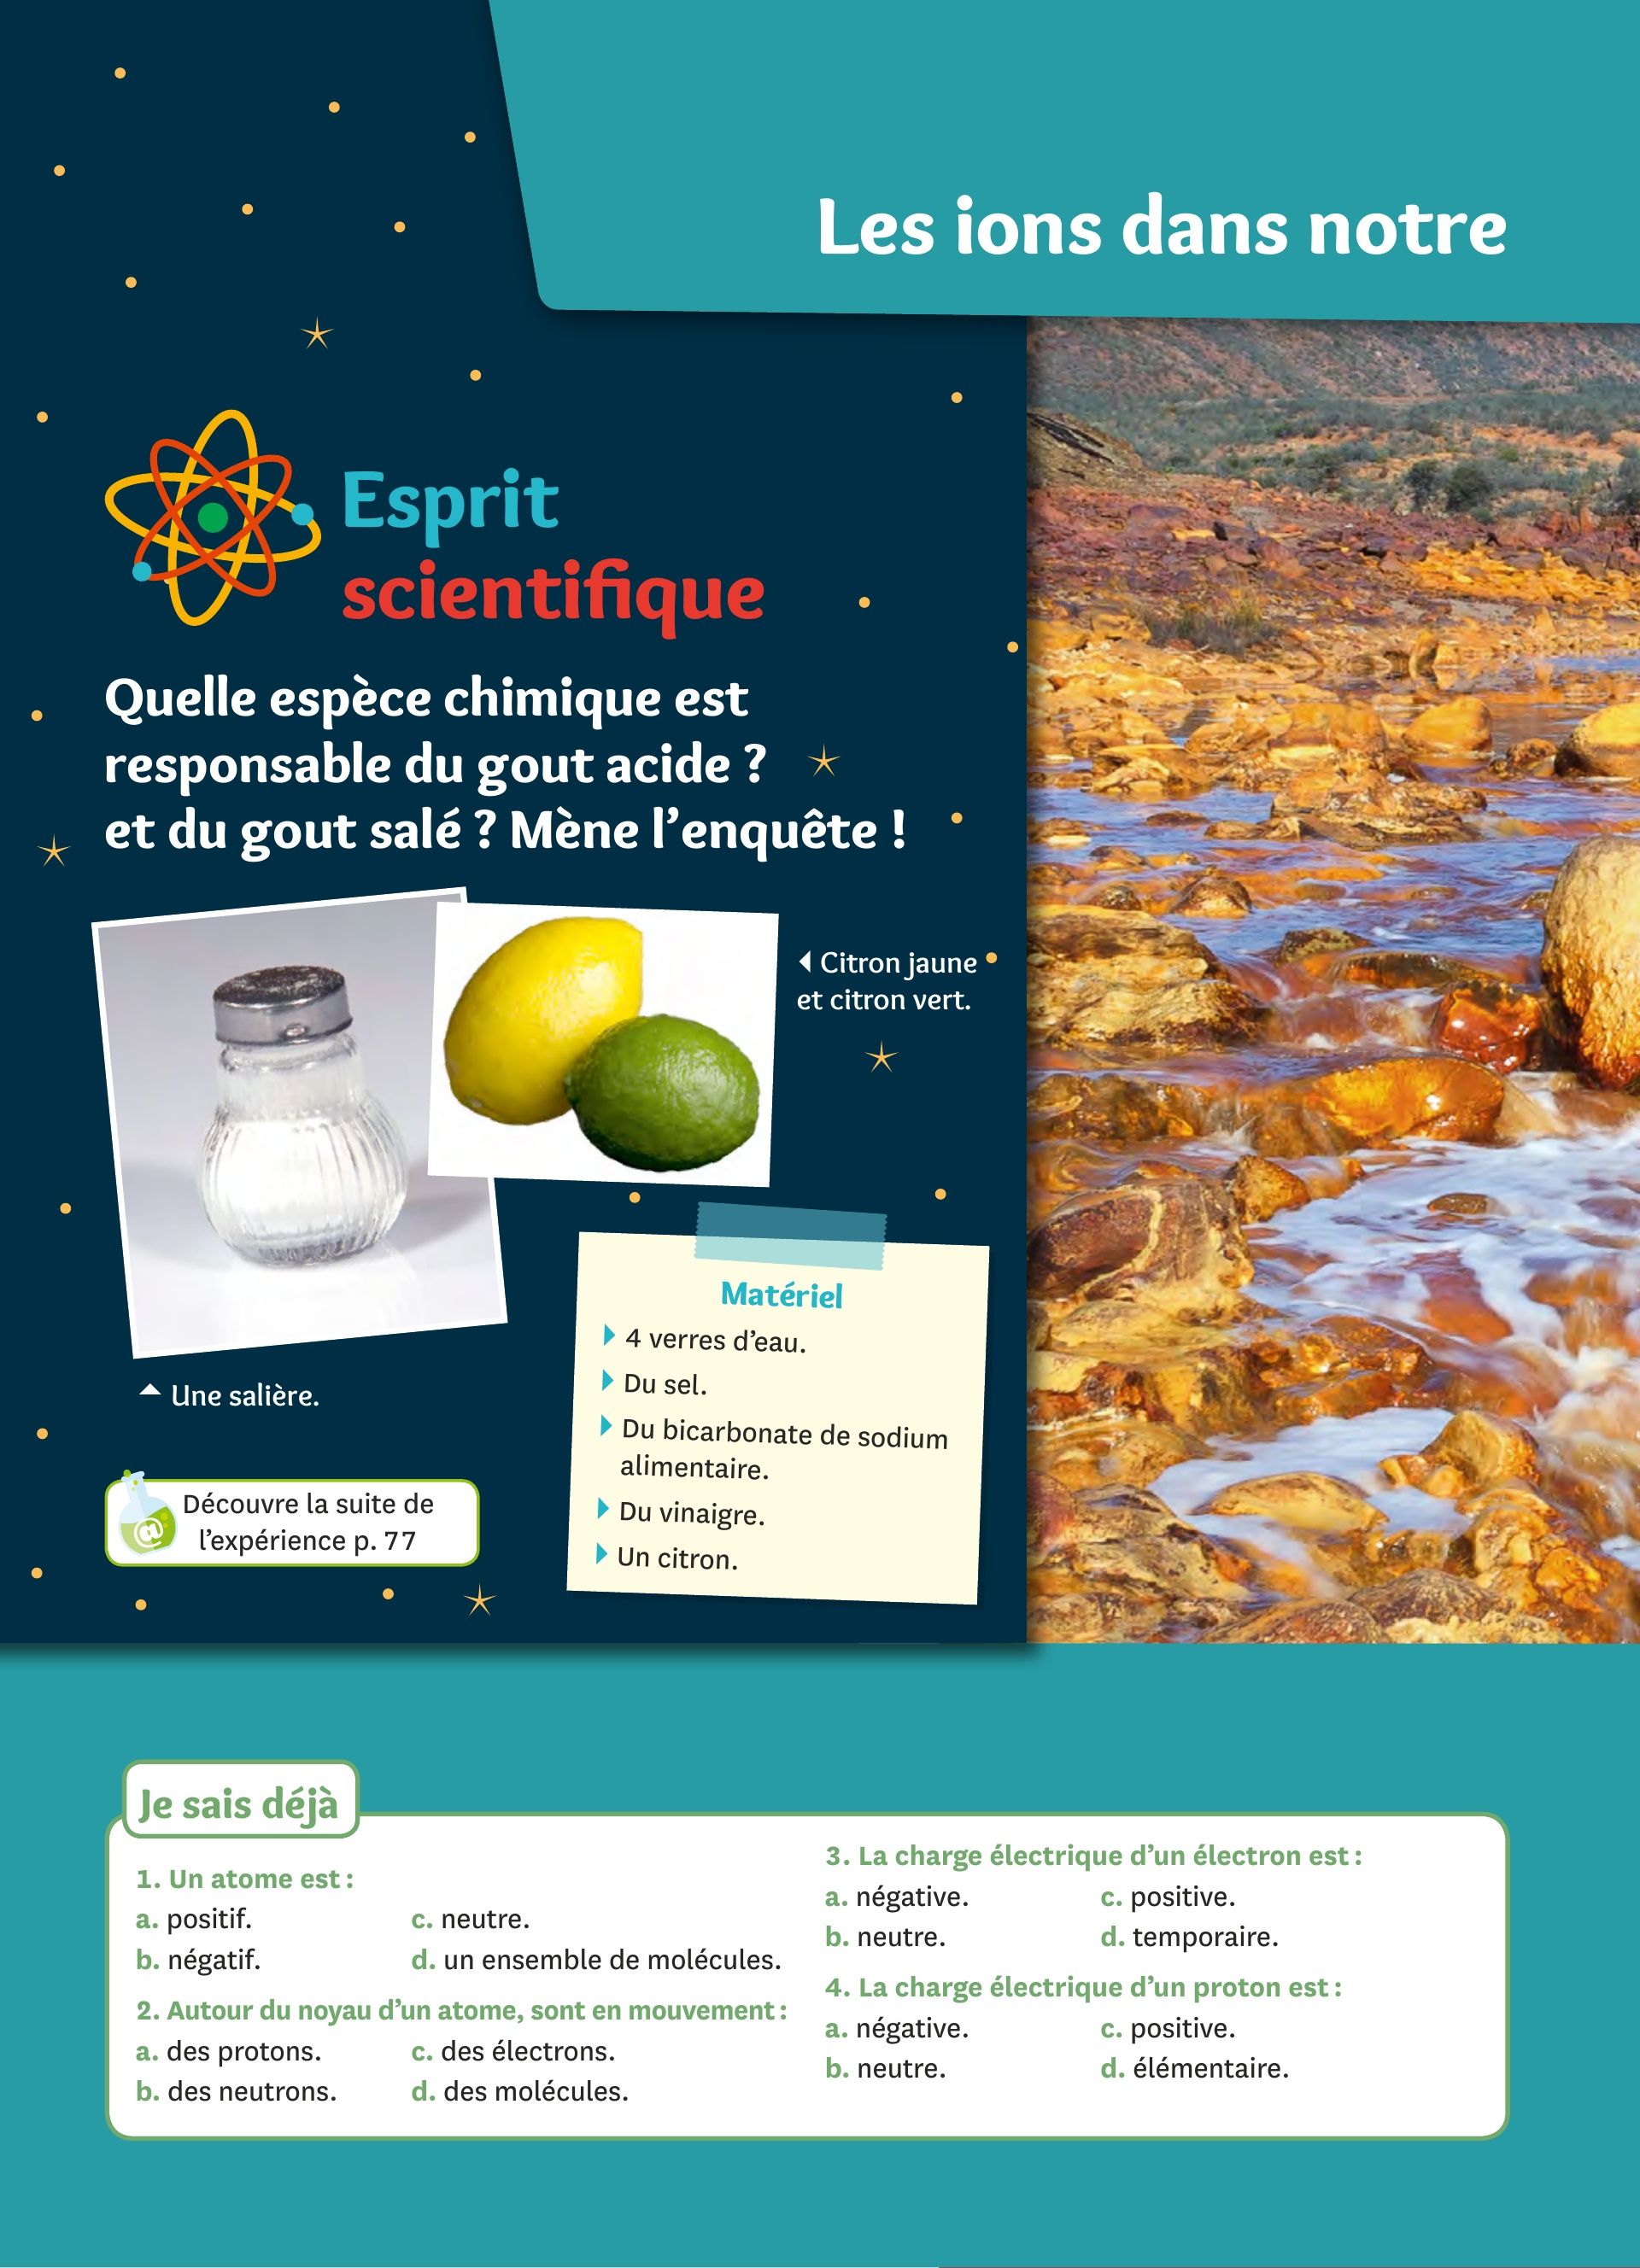 Les ions dans notre
Esprit
scientifique
Quelle espèce chimique est
responsable du gout acide ?
et du gout salé ? Mène l'enquête !
Citron jaune
et citron vert.
Une salière.
Matériel
4 verres d'eau.
Du sel.
Du bicarbonate de sodium
alimentaire.
Du vinaigre.
Un citron.
@
Découvre la suite de
l'expérience p. 77
Je sais déjà
1. Un atome est :
a. positif.
c. neutre.
b. négatif.
d. un ensemble de molécules.
2. Autour du noyau d'un atome, sont en mouvement :
a. des protons.
c. des électrons.
b. des neutrons.
d. des molécules.
3. La charge électrique d'un électron est :
a. négative.
c. positive.
b. neutre.
d. temporaire.
4. La charge électrique d'un proton est :
a. négative.
c. positive.
b. neutre.
d. élémentaire.